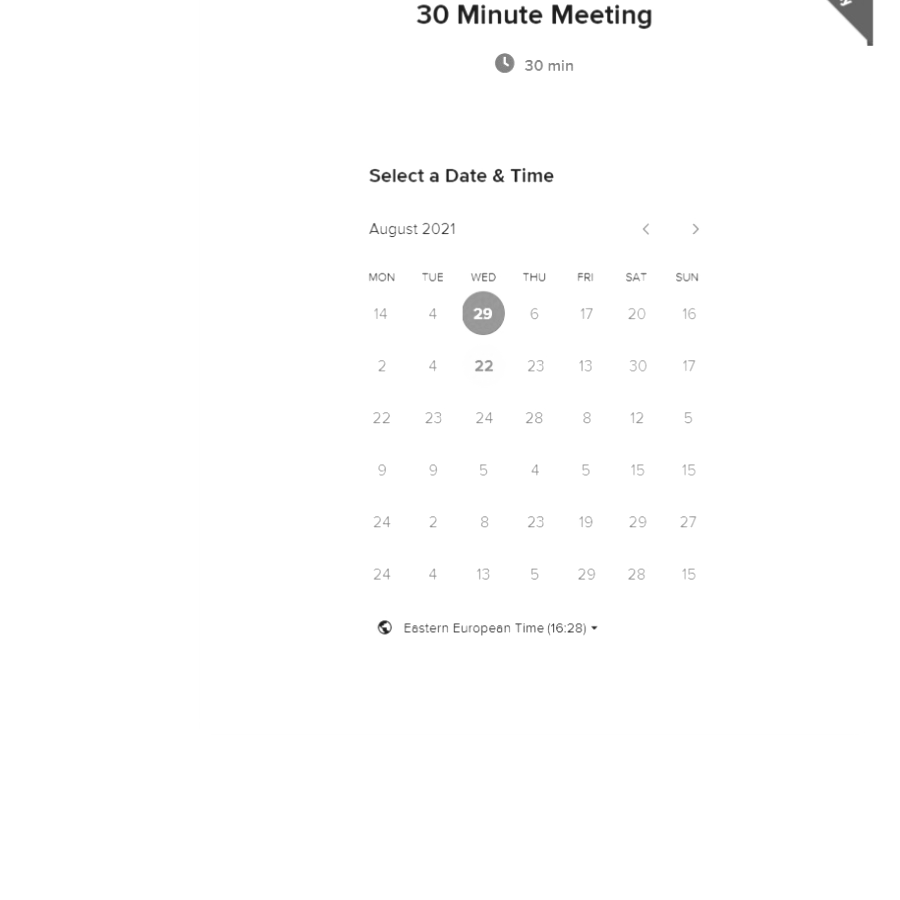 30 Minute Meeting
30 min
Select a Date & Time
August 2021
MON TUE WED THU FRI SAT SUN
14 4 29 6 17 20 16
2 4 22 23 13 30 17
22 23 24 28 8 12 5
9 9 5 4 5 15 15
24 2 8 23 19 29 27
24 4 13 5 29 28 15
Eastern European Time (16:28)